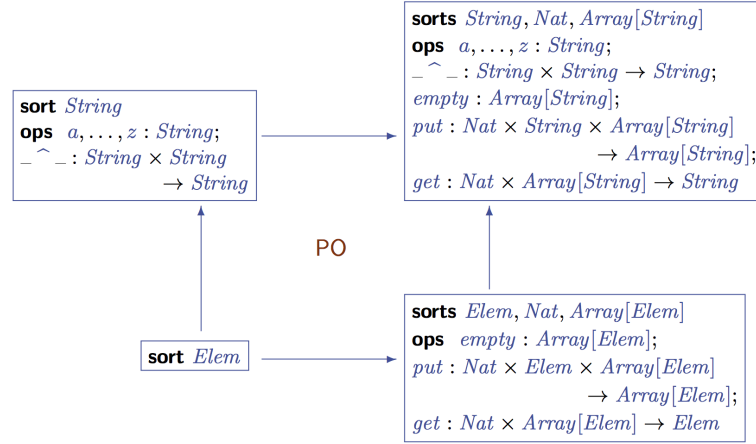 sorts String, Nat, Array[String]
ops a, ..., z : String;
_ ^ _ : String × String → String;
empty : Array[String];
put : Nat × String × Array[String]
→ Array[String];
get : Nat × Array[String] → String
sort String
ops a, ..., z : String;
_ ^ _ : String × String
→ String
PO
sort Elem
sorts Elem, Nat, Array[Elem]
ops empty : Array[Elem];
put : Nat × Elem × Array[Elem]
→ Array[Elem];
get : Nat × Array[Elem] → Elem